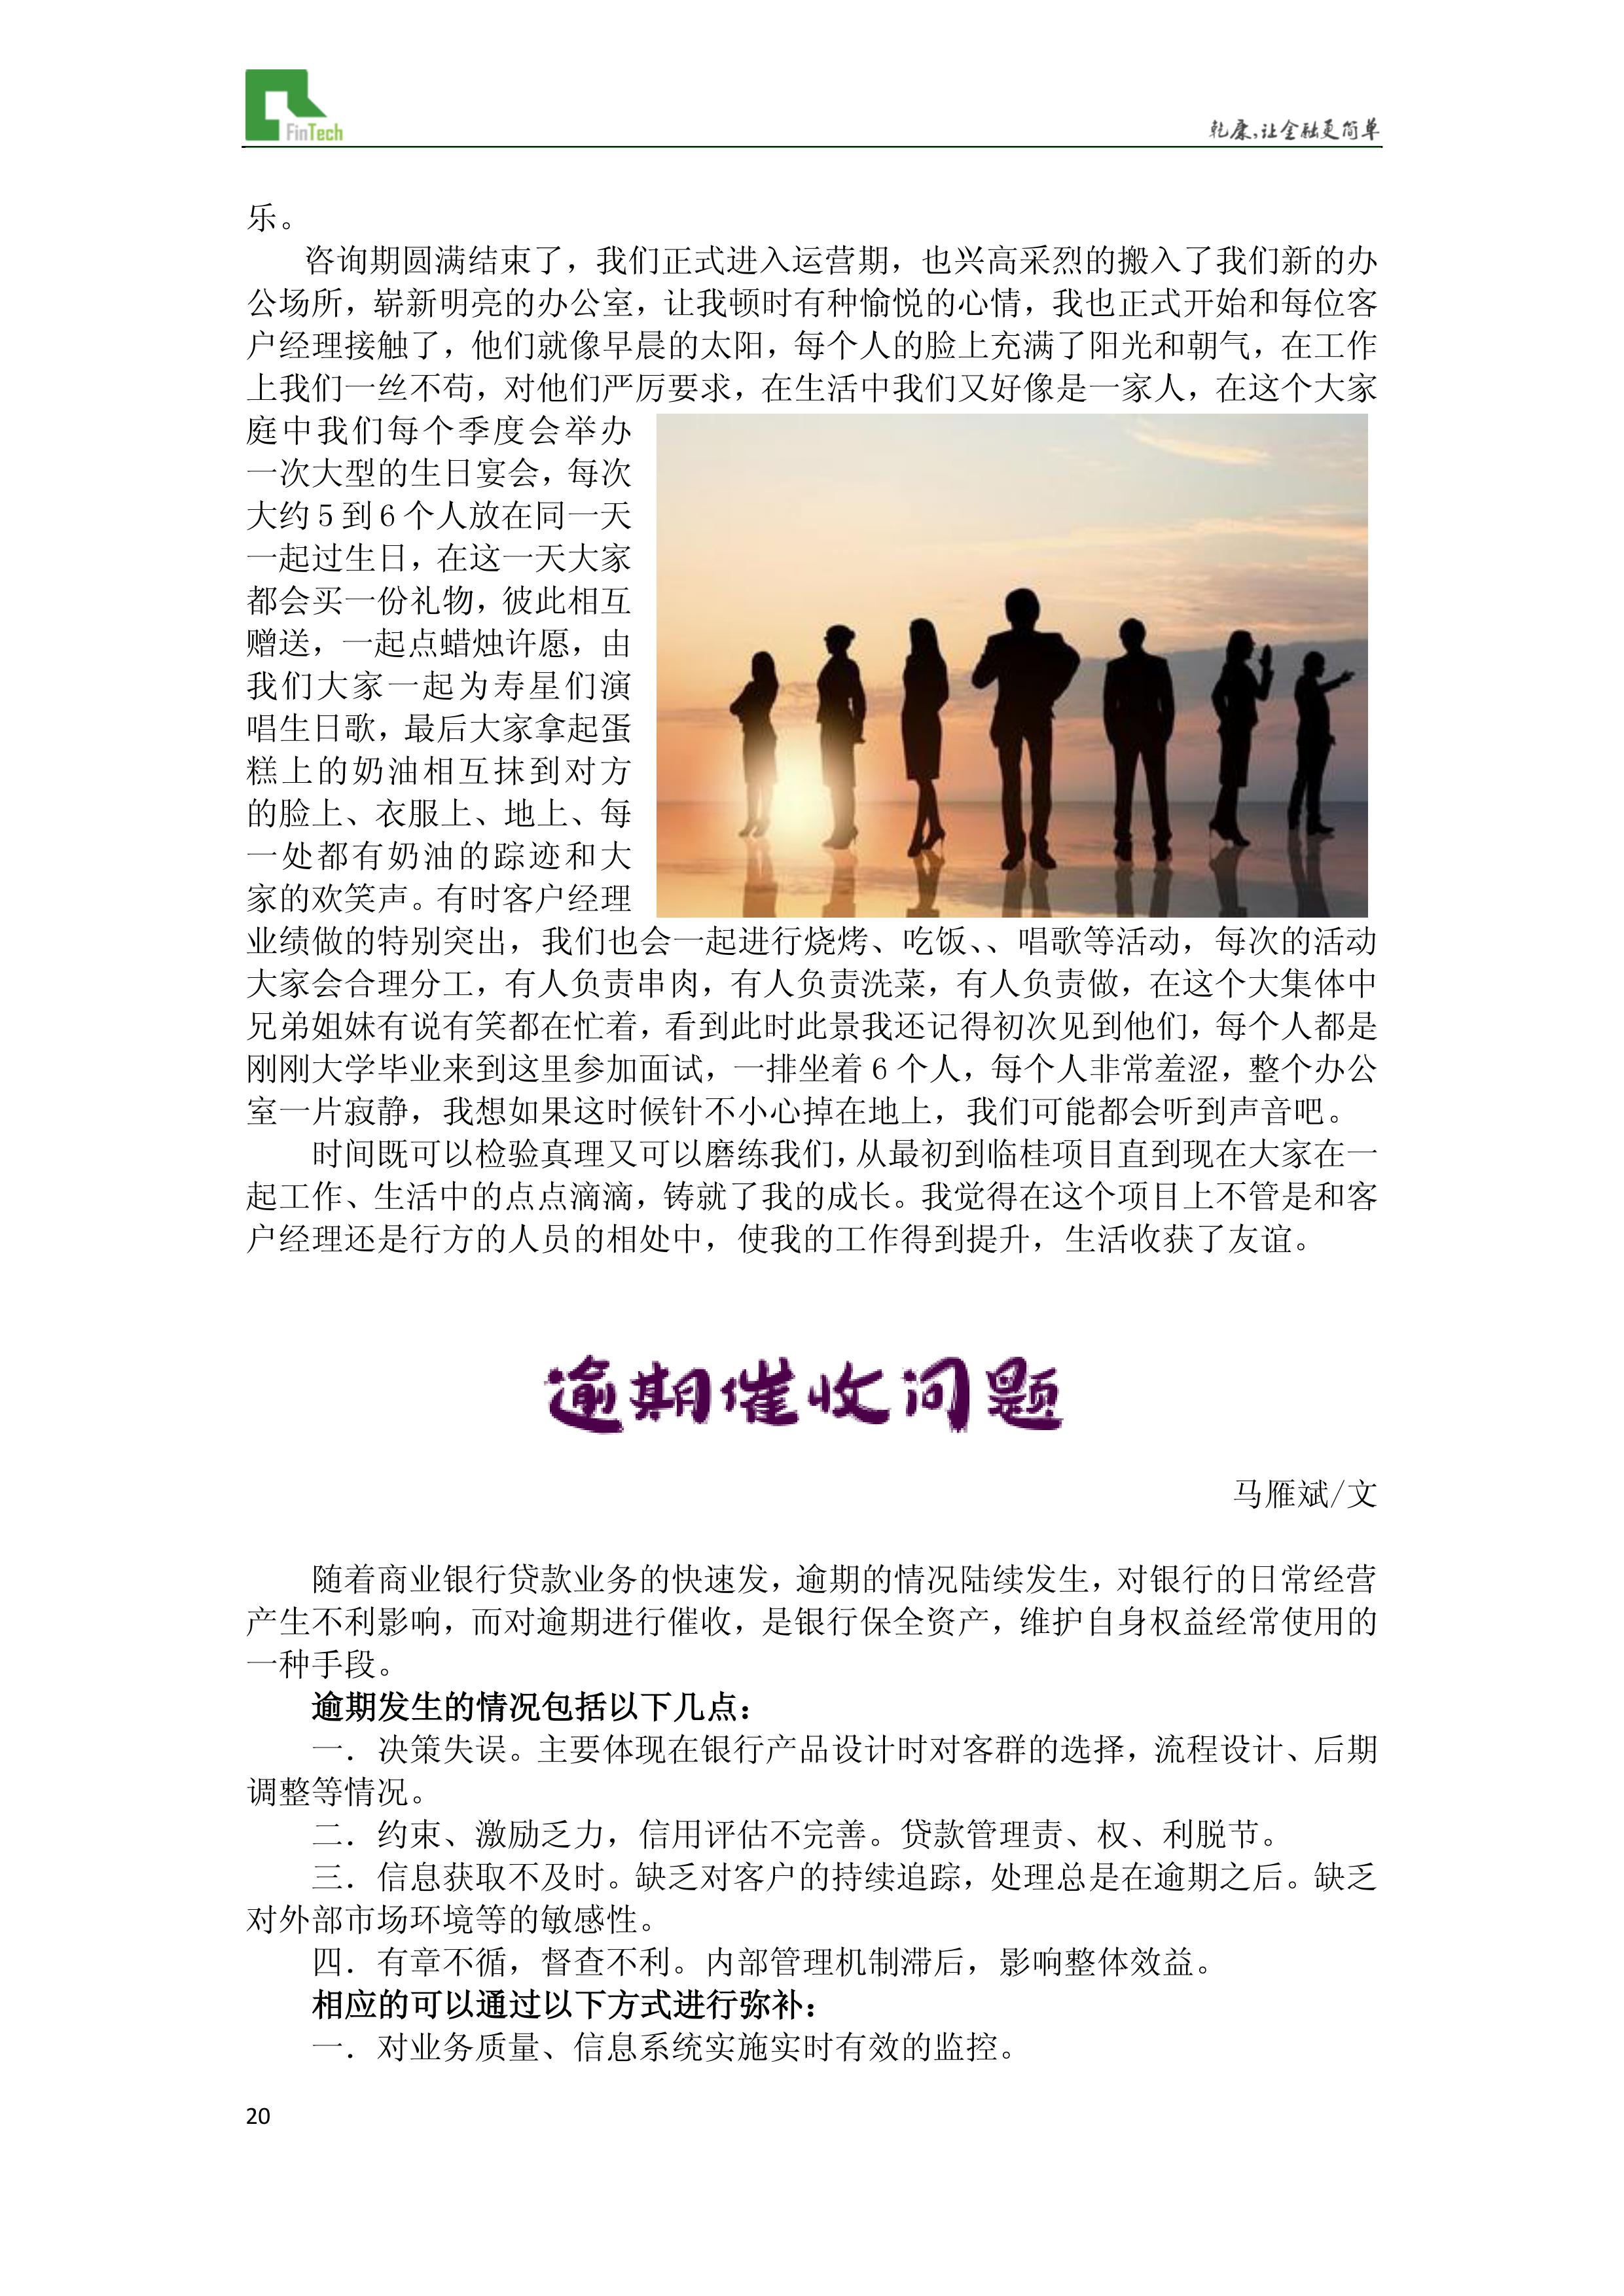 FinTech
乾康,让金融更简单
乐。
咨询期圆满结束了，我们正式进入运营期，也兴高采烈的搬入了我们新的办
公场所，崭新明亮的办公室，让我顿时有种愉悦的心情，我也正式开始和每位客
户经理接触了，他们就像早晨的太阳，每个人的脸上充满了阳光和朝气，在工作
上我们一丝不苟，对他们严厉要求，在生活中我们又好像是一家人，在这个大家
庭中我们每个季度会举办
一次大型的生日宴会，每次
大约5到6个人放在同一天
一起过生日，在这一天大家
都会买一份礼物，彼此相互
赠送，一起点蜡烛许愿，由
我们大家一起为寿星们演
唱生日歌，最后大家拿起蛋
糕上的奶油相互抹到对方
的脸上、衣服上、地上、每
一处都有奶油的踪迹和大
家的欢笑声。有时客户经理
业绩做的特别突出，我们也会一起进行烧烤、吃饭、、唱歌等活动，每次的活动
大家会合理分工，有人负责串肉，有人负责洗菜，有人负责做，在这个大集体中
兄弟姐妹有说有笑都在忙着，看到此时此景我还记得初次见到他们，每个人都是
刚刚大学毕业来到这里参加面试，一排坐着6个人，每个人非常羞涩，整个办公
室一片寂静，我想如果这时候针不小心掉在地上，我们可能都会听到声音吧。
时间既可以检验真理又可以磨练我们，从最初到临桂项目直到现在大家在一
起工作、生活中的点点滴滴，铸就了我的成长。我觉得在这个项目上不管是和客
户经理还是行方的人员的相处中，使我的工作得到提升，生活收获了友谊。
逾期催收问题
马雁斌/文
随着商业银行贷款业务的快速发，逾期的情况陆续发生，对银行的日常经营
产生不利影响，而对逾期进行催收，是银行保全资产，维护自身权益经常使用的
一种手段。
逾期发生的情况包括以下几点：
一．决策失误。主要体现在银行产品设计时对客群的选择，流程设计、后期
调整等情况。
二．约束、激励乏力，信用评估不完善。贷款管理责、权、利脱节。
三．信息获取不及时。缺乏对客户的持续追踪，处理总是在逾期之后。缺乏
对外部市场环境等的敏感性。
四．有章不循，督查不利。内部管理机制滞后，影响整体效益。
相应的可以通过以下方式进行弥补：
一．对业务质量、信息系统实施实时有效的监控。
20